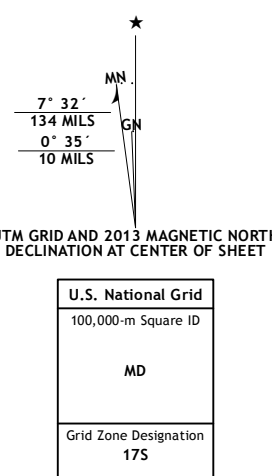 ★
MN
7° 32´
134 MILS
GN
0° 35´
10 MILS
UTM GRID AND 2013 MAGNETIC NORTH
DECLINATION AT CENTER OF SHEET
U.S. National Grid
100,000-m Square ID
MD
Grid Zone Designation
17S